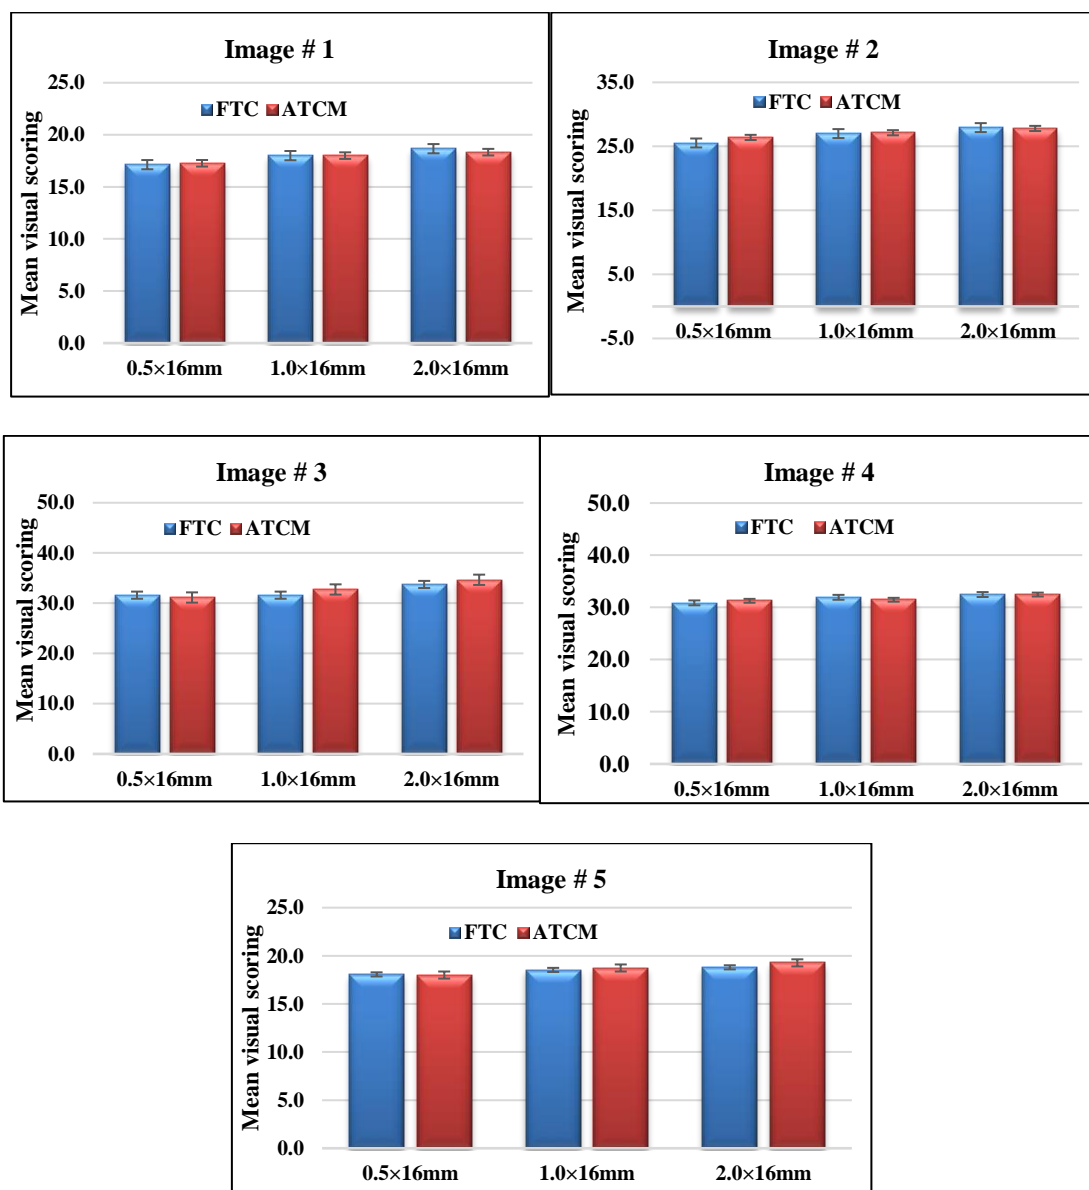 Image # 1
Mean visual scoring
25.0
20.0
15.0
10.0
5.0
0.0
FTC ATCM
0.5×16mm 1.0×16mm 2.0×16mm
Image # 2
Mean visual scoring
35.0
25.0
15.0
5.0
-5.0
FTC ATCM
0.5×16mm 1.0×16mm 2.0×16mm
Image # 3
Mean visual scoring
50.0
40.0
30.0
20.0
10.0
0.0
FTC ATCM
0.5×16mm 1.0×16mm 2.0×16mm
Image # 4
Mean visual scoring
50.0
40.0
30.0
20.0
10.0
0.0
FTC ATCM
0.5×16mm 1.0×16mm 2.0×16mm
Image # 5
Mean visual scoring
25.0
20.0
15.0
10.0
5.0
0.0
FTC ATCM
0.5×16mm 1.0×16mm 2.0×16mm